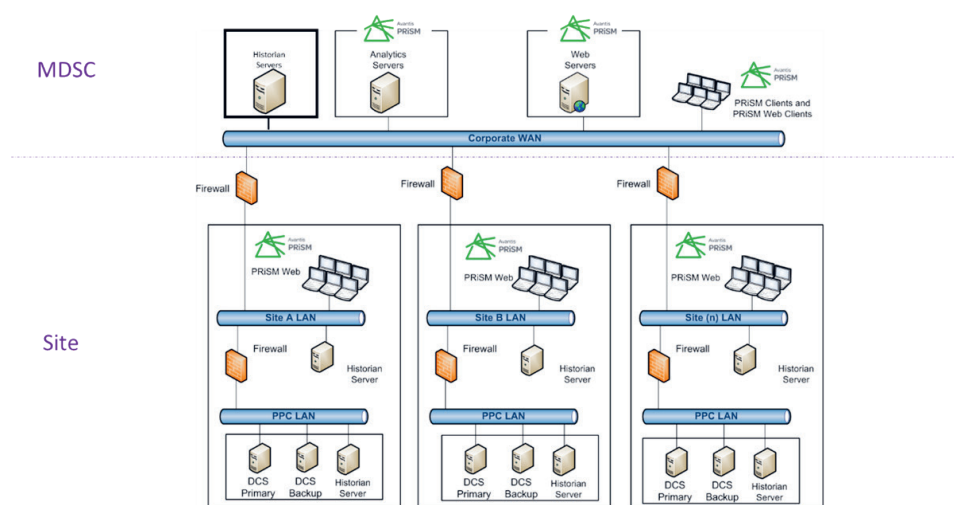 MDSC
Historian
Servers
Avantis
PRiSM
Analytics
Servers
Avantis
PRiSM
Web
Servers
Avantis
PRiSM
PRiSM Clients and
PRiSM Web Clients
Corporate WAN
Firewall
Firewall
Firewall
Site
Avantis
PRiSM
PRiSM Web
Site A LAN
Firewall
Historian
Server
PPC LAN
DCS
Primary
DCS
Backup
Historian
Server
Avantis
PRiSM
PRiSM Web
Site B LAN
Firewall
Historian
Server
PPC LAN
DCS
Primary
DCS
Backup
Historian
Server
Avantis
PRiSM
PRiSM Web
Site (n) LAN
Firewall
Historian
Server
PPC LAN
DCS
Primary
DCS
Backup
Historian
Server